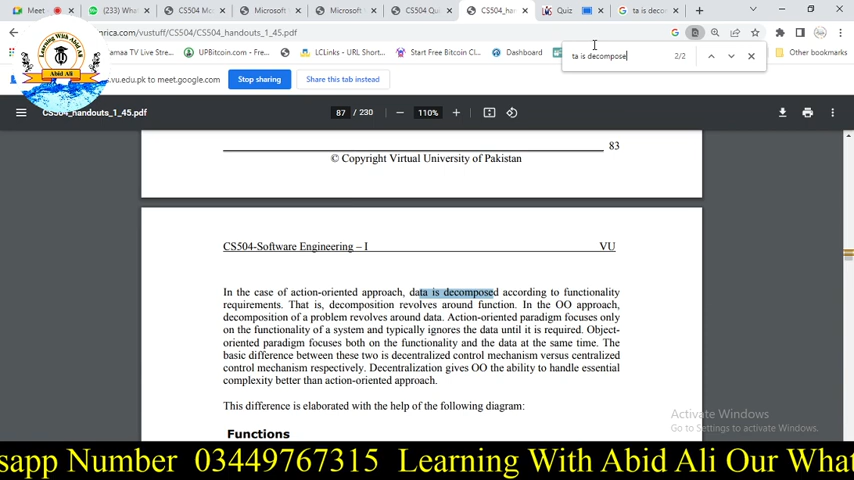 Meet
(233) Wha
CS504 Mc
Microsoft
Microsoft
CS504 Qu
CS504_han
Quiz
ta is decom
rica.com/vustuff/CS504/CS504_handouts_1_45.pdf
amaa TV Live Stre...
UPBitcoin.com - Fre...
LCLinks - URL Short...
Start Free Bitcoin Cl...
Dashboard
Other bookmarks
ta is decompose
2/2
.vu.edu.pk to meet.google.com
Stop sharing
Share this tab instead
Learning With Abid Ali
Abid Ali
CS504_handouts_1_45.pdf
87 / 230
110%
83
© Copyright Virtual University of Pakistan
CS504-Software Engineering – I
VU
In the case of action-oriented approach, data is decomposed according to functionality
requirements. That is, decomposition revolves around function. In the OO approach,
decomposition of a problem revolves around data. Action-oriented paradigm focuses only
on the functionality of a system and typically ignores the data until it is required. Object-
oriented paradigm focuses both on the functionality and the data at the same time. The
basic difference between these two is decentralized control mechanism versus centralized
control mechanism respectively. Decentralization gives OO the ability to handle essential
complexity better than action-oriented approach.
This difference is elaborated with the help of the following diagram:
Functions
Activate Windows
Go to Settings to activate Windows.
sapp Number 03449767315 Learning With Abid Ali Our What